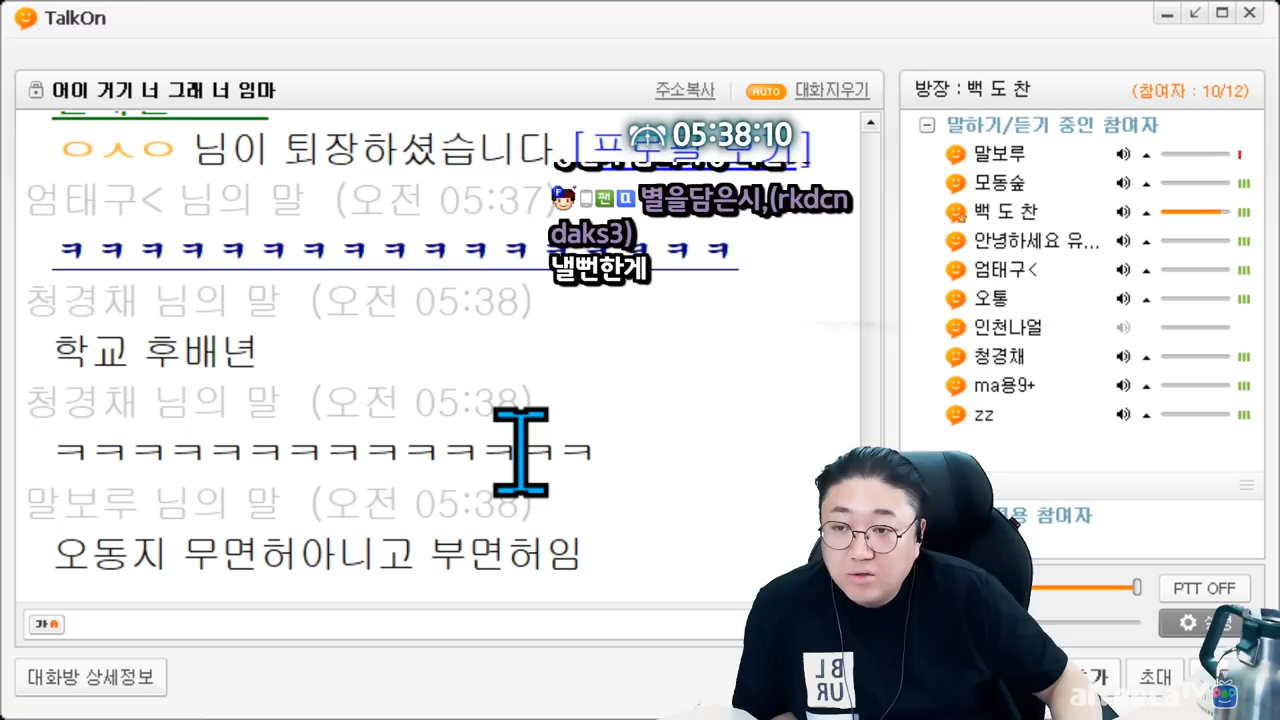 TalkOn
어이 거기 너 그래 너 임마
주소복사
AUTO
대화지우기
ㅇㅅㅇ 님이 퇴장하셨습니다.
05:38:10
엄태구< 님의 말 (오전 05:37)
팬
별을담은시,(rkdcn
daks3)
낼뻔한게
청경채 님의 말 (오전 05:38)
학교 후배년
청경채 님의 말 (오전 05:38)
ㅋㅋㅋㅋㅋㅋㅋㅋㅋㅋㅋㅋㅋㅋ
말보루 님의 말 (오전 05:38)
오동지 무면허아니고 부면허임
가A
대화방 상세정보
방장 : 백 도 찬
(참여자 : 10/12)
말하기/듣기 중인 참여자
말보루
모동숲
백 도 찬
안녕하세요 유...
엄태구<
오통
인천나얼
청경채
ma용9+
zz
참여자
PTT OFF
초대
BL
UR